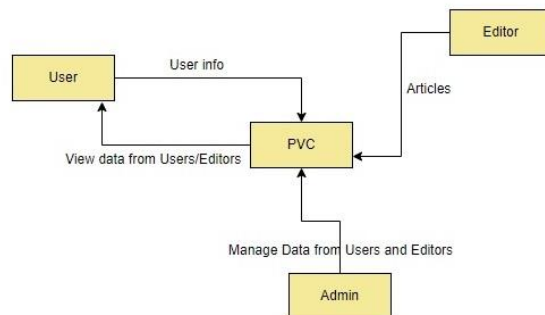 Editor
User info
User
Articles
PVC
View data from Users/Editors
Manage Data from Users and Editors
Admin